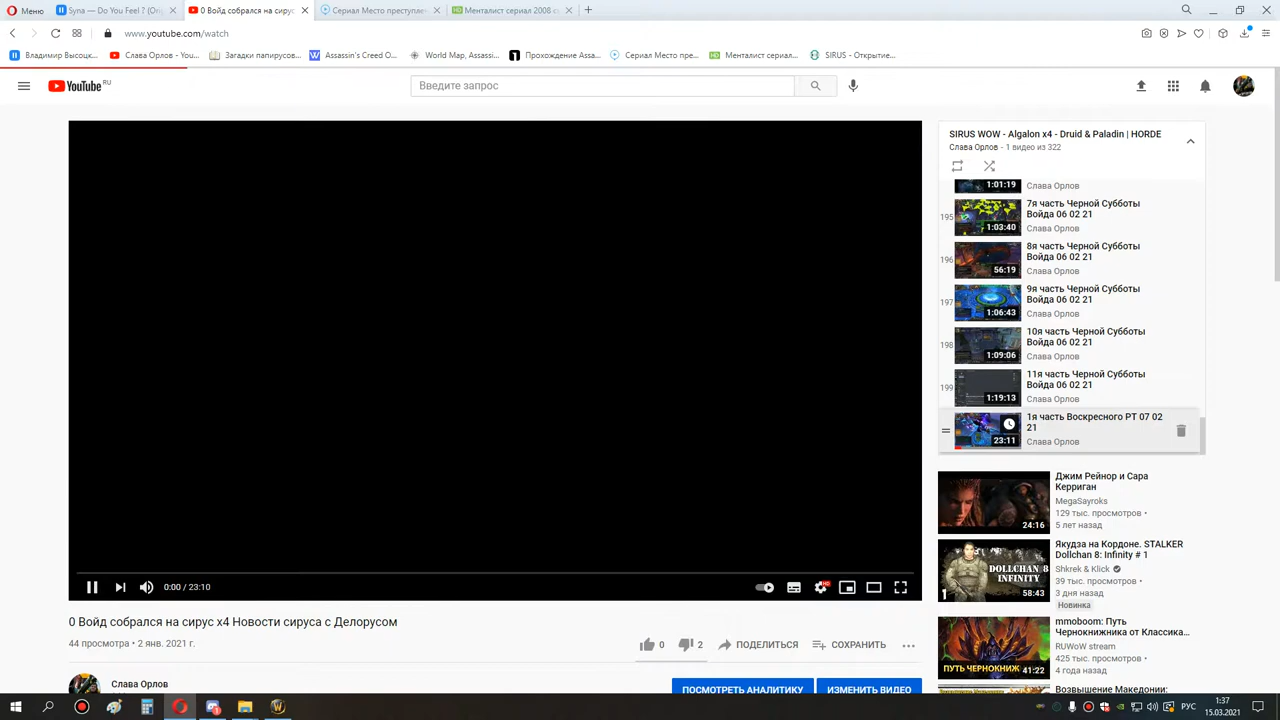 Меню
Syna — Do You Feel ? (Ori
0 Войд собрался на сирус
Сериал Место преступлен
Менталист сериал 2008 ку
www.youtube.com/watch
Владимир Высоцк...
Слава Орлов - You...
Загадки папирусов...
Assassin's Creed O...
World Map, Assassi...
Прохождение Assa...
Сериал Место пре...
Менталист сериал...
SIRUS - Открытие...
YouTube RU
Введите запрос
SIRUS WOW - Algalon x4 - Druid & Paladin | HORDE
Слава Орлов - 1 видео из 322
1:01:19
Слава Орлов
195
1:03:40
7я часть Черной Субботы
Войда 06 02 21
Слава Орлов
196
56:19
8я часть Черной Субботы
Войда 06 02 21
Слава Орлов
197
1:06:43
9я часть Черной Субботы
Войда 06 02 21
Слава Орлов
198
1:09:06
10я часть Черной Субботы
Войда 06 02 21
Слава Орлов
199
1:19:13
11я часть Черной Субботы
Войда 06 02 21
Слава Орлов
23:11
1я часть Воскресного РТ 07 02
21
Слава Орлов
0:00 / 23:10
HD
0 Войд собрался на сирус х4 Новости сируса с Делорусом
44 просмотра • 2 янв. 2021 г.
0
2
ПОДЕЛИТЬСЯ
СОХРАНИТЬ
Слава Орлов
ПОСМОТРЕТЬ АНАЛИТИКУ
ИЗМЕНИТЬ ВИДЕО
24:16
Джим Рейнор и Сара
Керриган
MegaSayroks
129 тыс. просмотров •
5 лет назад
DOLLCHAN 8
INFINITY
1
58:43
Якудза на Кордоне. STALKER
Dollchan 8: Infinity # 1
Shkrek & Klick
39 тыс. просмотров •
3 дня назад
Новинка
ПУТЬ ЧЕРНОКНИЖ
41:22
mmoboom: Путь
Чернокнижника от Классика...
RUWoW stream
425 тыс. просмотров •
4 года назад
Возвышение Македонии:
РУС
1:37
15.03.2021